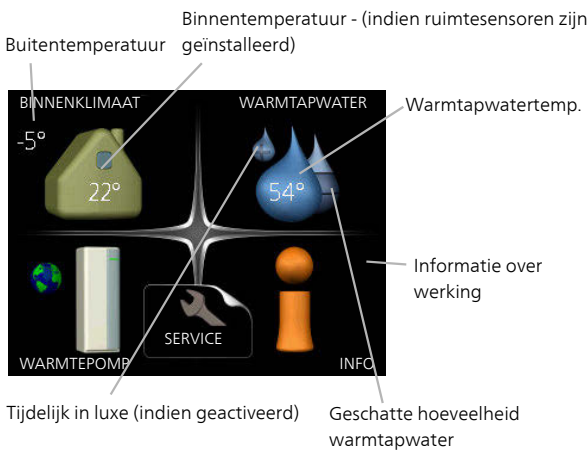 Binnentemperatuur - (indien ruimtesensoren zijn
geïnstalleerd)
Buitentemperatuur
BINNENKLIMAAT
WARMTAPWATER
Warmtapwatertemp.
-5°
22°
54°
Informatie over
werking
SERVICE
WARMTEPOMP
INFO
Tijdelijk in luxe (indien geactiveerd)
Geschatte hoeveelheid
warmtapwater